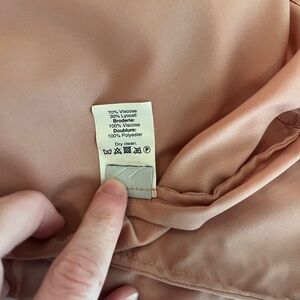 70% Viscose
30% Lyocell
Broderie:
100% Viscose
Doublure:
100% Polyester
Dry clean.